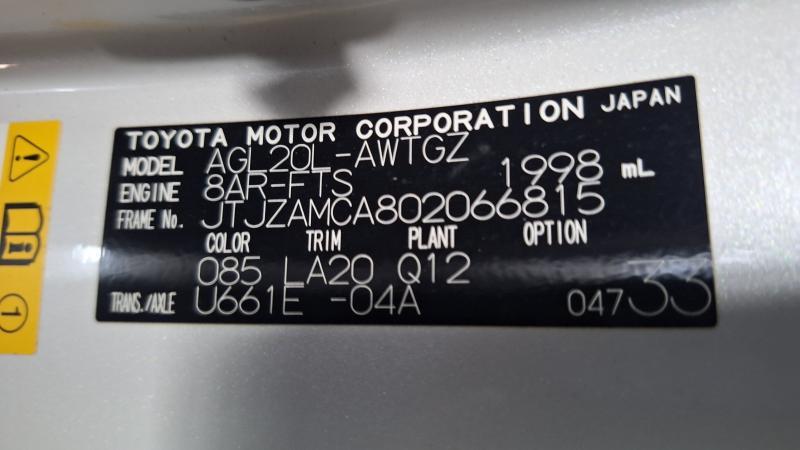 TOYOTA MOTOR CORPORATION JAPAN
MODEL AGL20L-AWTGZ
ENGINE 8AR-FTS 1998 mL
FRAME No. JTJZAMCA802066815
COLOR TRIM PLANT OPTION
085 LA20 Q12
TRANS./AXLE U661E -04A 04733
1